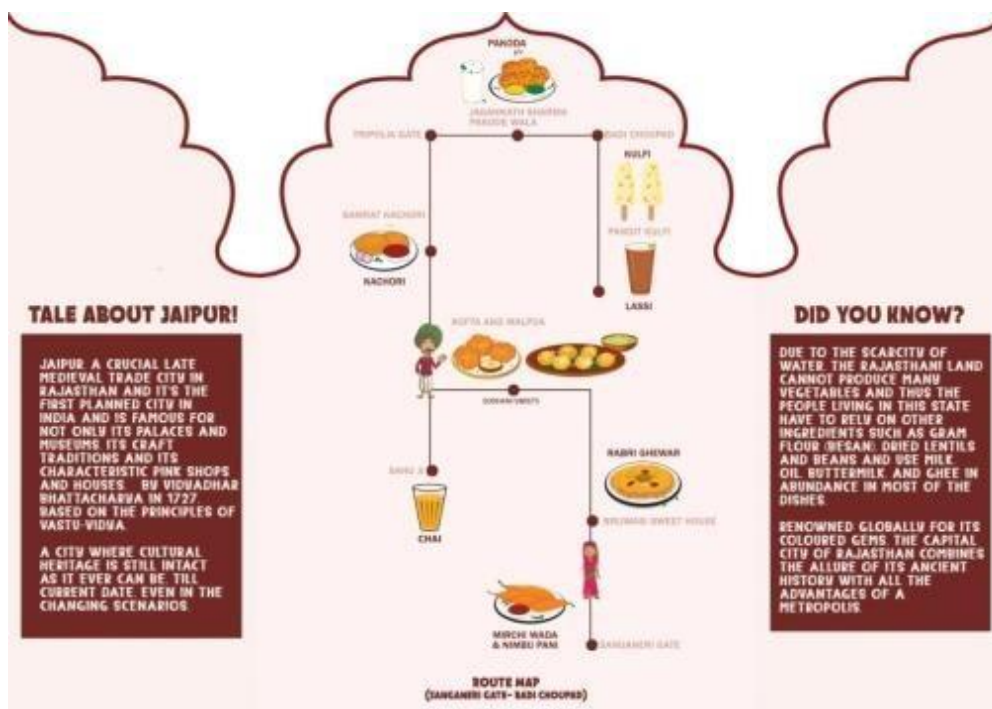 PAKODA
JAGANNATH SHARMA
PAKODE WALA
TRIPOLIA GATE
BADI CHOUPAD
KULFI
SAMRAT KACHORI
PANDIT KULFI
KACHORI
LASSI
TALE ABOUT JAIPUR!
JAIPUR A CRUCIAL LATE
MEDIEVAL TRADE CITY IN
RAJASTHAN AND IT'S THE
FIRST PLANNED CITY IN
INDIA AND IS FAMOUS FOR
NOT ONLY ITS PALACES AND
MUSEUMS, ITS CRAFT
TRADITIONS AND ITS
CHARACTERISTIC PINK SHOPS
AND HOUSES BY VIDYADHAR
BHATTACHARYA IN 1727,
BASED ON THE PRINCIPLES OF
VASTU-VIDYA.
A CITY WHERE CULTURAL
HERITAGE IS STILL INTACT
AS IT EVER CAN BE, TILL
CURRENT DATE, EVEN IN THE
CHANGING SCENARIOS.
KOFTA AND MALPUA
SAHU
CHAI
RABRI GHEWAR
SWEET HOUSE
MIRCHI WADA
& NIMBU PANI
SANGANERI GATE
ROUTE MAP
(SANGANERI GATE- BADI CHOUPAD)
DID YOU KNOW?
DUE TO THE SCARCITY OF
WATER, THE RAJASTHANI LAND
CANNOT PRODUCE MANY
VEGETABLES AND THUS THE
PEOPLE LIVING IN THIS STATE
HAVE TO RELY ON OTHER
INGREDIENTS SUCH AS GRAM
FLOUR (BESAN), DRIED LENTILS
AND BEANS AND USE MILK,
OIL, BUTTERMILK, AND GHEE IN
ABUNDANCE IN MOST OF THE
DISHES.
RENOWNED GLOBALLY FOR ITS
COLOURED GEMS, THE CAPITAL
CITY OF RAJASTHAN COMBINES
THE ALLURE OF ITS ANCIENT
HISTORY WITH ALL THE
ADVANTAGES OF A
METROPOLIS.